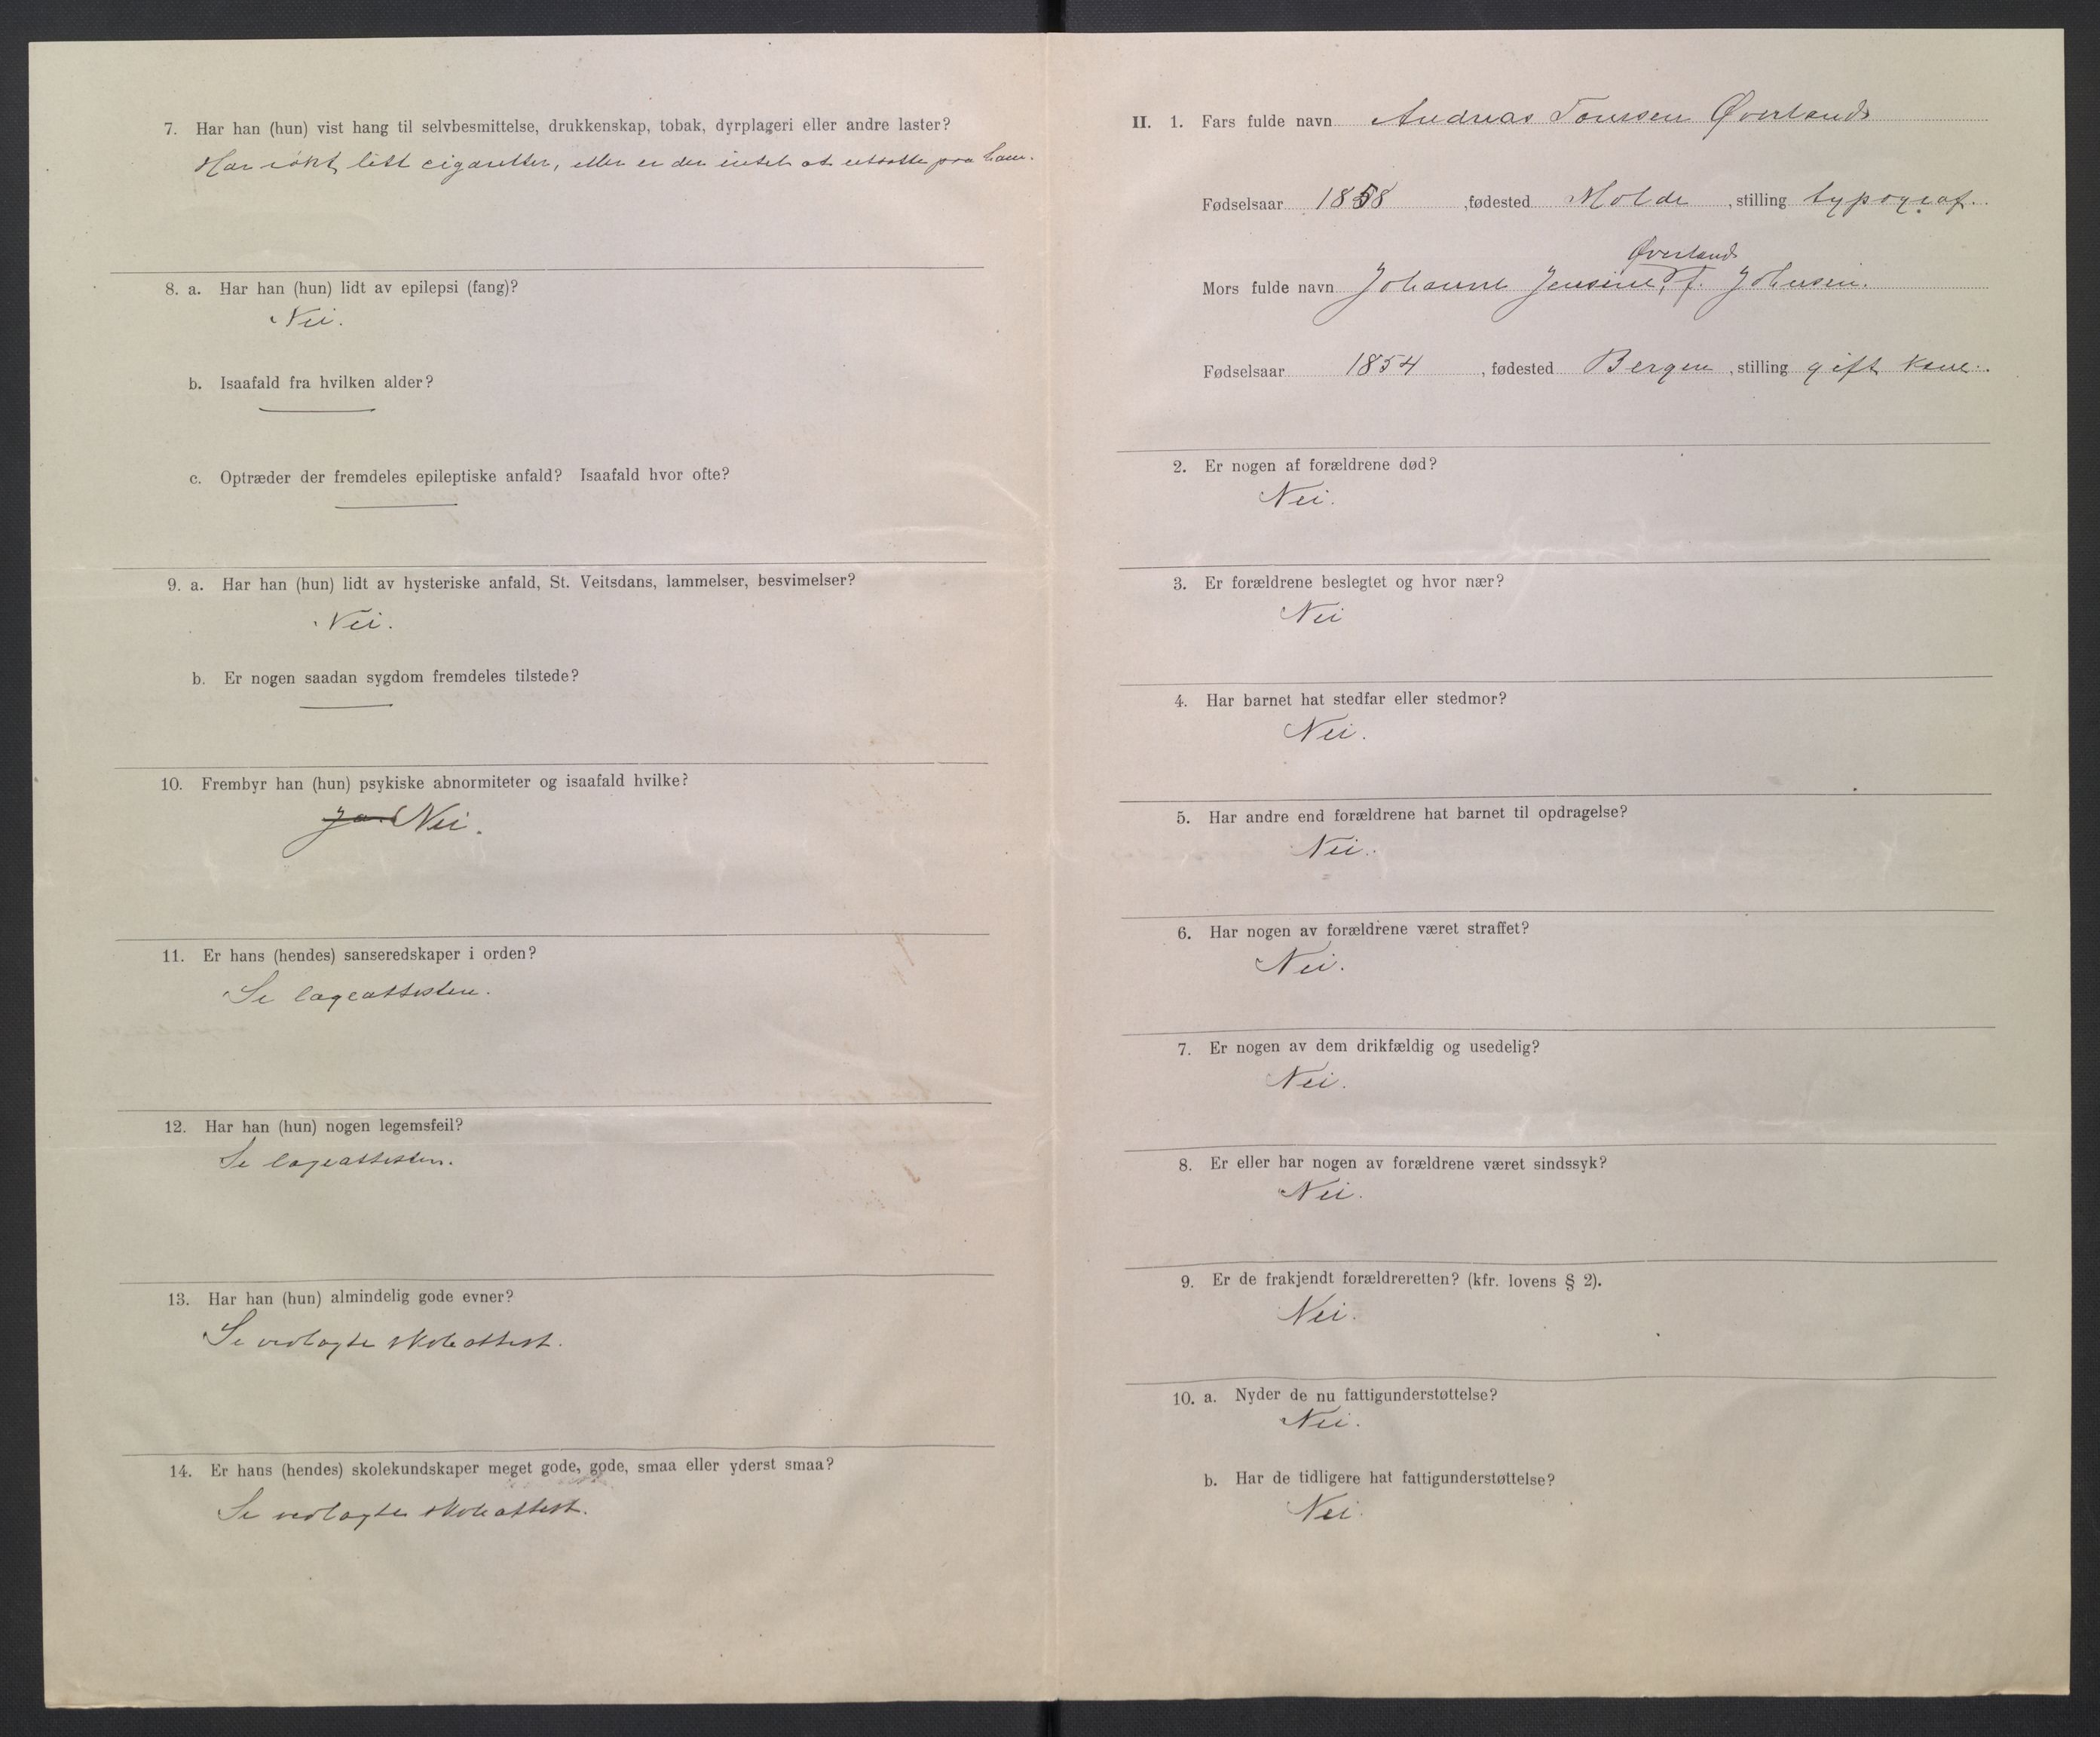 7. Har han (hun) vist hang til selvbesmittelse, drukkenskap, tobak, dyrplageri eller andre laster?
Har rökt litt cigaretter, eller er der intet at utsette paa ham.
8. a. Har han (hun) lidt av epilepsi (fang)?
Nei.
b. Isaafald fra hvilken alder?
c. Optræder der fremdeles epileptiske anfald? Isaafald hvor ofte?
9. a. Har han (hun) lidt av hysteriske anfald, St. Veitsdans, lammelser, besvimelser?
Nei.
b. Er nogen saadan sygdom fremdeles tilstede?
10. Frembyr han (hun) psykiske abnormiteter og isaafald hvilke?
Ja. Nei.
11. Er hans (hendes) sanseredskaper i orden?
Se lægeattesten.
12. Har han (hun) nogen legemsfeil?
Se lægeattesten.
13. Har han (hun) almindelig gode evner?
Se vedlagte skoleattest.
14. Er hans (hendes) skolekundskaper meget gode, gode, smaa eller yderst smaa?
Se vedlagte skoleattest.
II. 1. Fars fulde navn Andreas Tonssen Øverland
Fødselsaar 1858, fødested Molde, stilling typograf.
Øverland
Mors fulde navn Johanne Jensine, f. Johnsen.
Fødselsaar 1854, fødested Bergen, stilling gift kone.
2. Er nogen af forældrene død?
Nei.
3. Er forældrene beslegtet og hvor nær?
Nei
4. Har barnet hat stedfar eller stedmor?
Nei.
5. Har andre end forældrene hat barnet til opdragelse?
Nei.
6. Har nogen av forældrene været straffet?
Nei.
7. Er nogen av dem drikfældig og usedelig?
Nei.
8. Er eller har nogen av forældrene været sindssyk?
Nei.
9. Er de frakjendt forældreretten? (kfr. lovens § 2).
Nei.
10. a. Nyder de nu fattigunderstøttelse?
Nei.
b. Har de tidligere hat fattigunderstøttelse?
Nei.